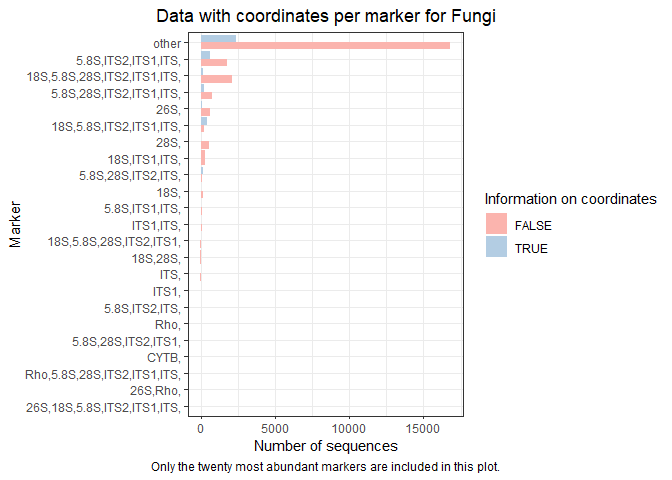 Data with coordinates per marker for Fungi
Marker
other
5.8S,ITS2,ITS1,ITS,
18S,5.8S,28S,ITS2,ITS1,ITS,
5.8S,28S,ITS2,ITS1,ITS,
26S,
18S,5.8S,ITS2,ITS1,ITS,
28S,
18S,ITS1,ITS,
5.8S,28S,ITS2,ITS,
18S,
5.8S,ITS1,ITS,
ITS1,ITS,
18S,5.8S,28S,ITS2,ITS1,
18S,28S,
ITS,
ITS1,
5.8S,ITS2,ITS,
Rho,
5.8S,28S,ITS2,ITS1,
CYTB,
Rho,5.8S,28S,ITS2,ITS1,ITS,
26S,Rho,
26S,18S,5.8S,ITS2,ITS1,ITS,
0 5000 10000 15000
Number of sequences
Only the twenty most abundant markers are included in this plot.
Information on coordinates
FALSE
TRUE